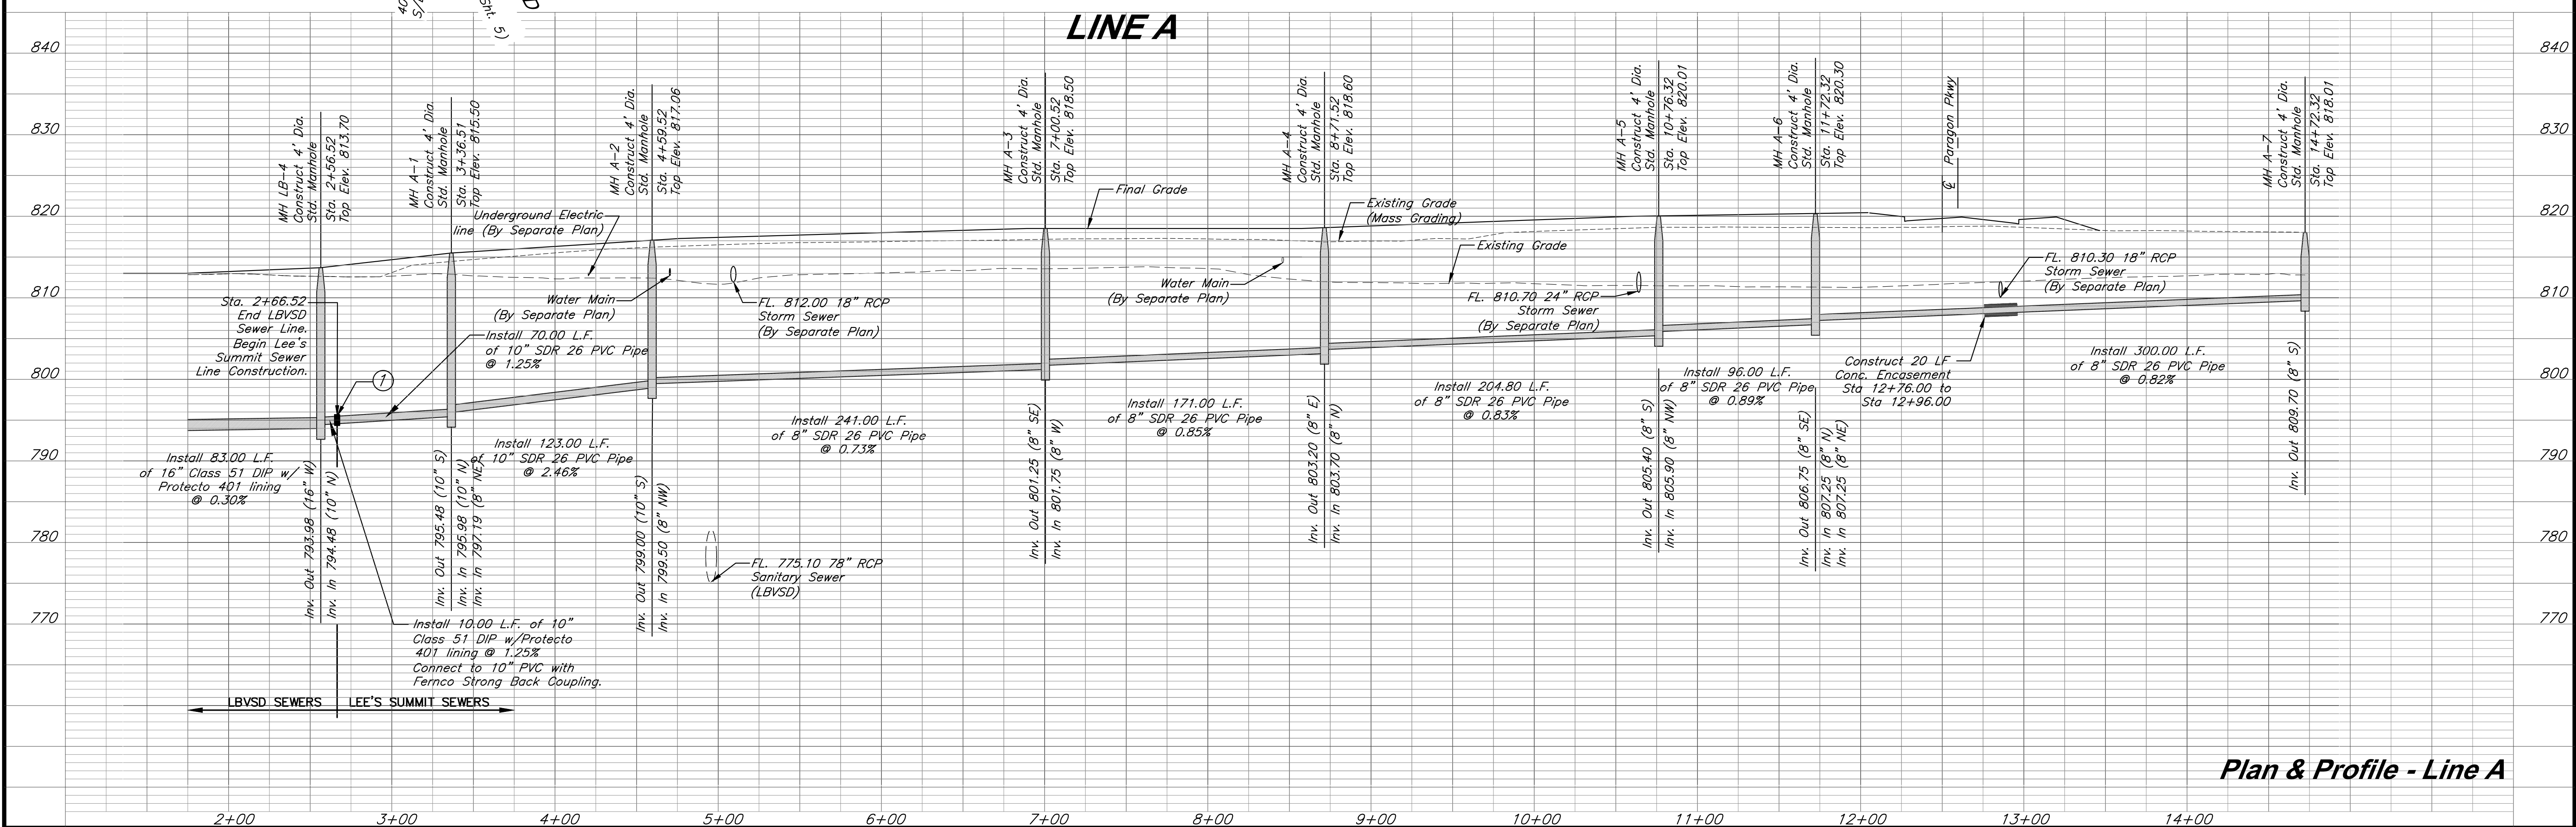 40
S/
Sht. 5)
D
LINE A
840
830
820
810
800
790
780
770
840
830
820
810
800
790
780
770
MH LB-4
Construct 4' Dia.
Std. Manhole
Sta. 2+56.52
Top Elev. 813.70
MH A-1
Construct 4' Dia.
Std. Manhole
Sta. 3+36.51
Top Elev. 815.50
MH A-2
Construct 4' Dia.
Std. Manhole
Sta. 4+59.52
Top Elev. 817.06
MH A-3
Construct 4' Dia.
Std. Manhole
Sta. 7+00.52
Top Elev. 818.50
MH A-4
Construct 4' Dia.
Std. Manhole
Sta. 8+71.52
Top Elev. 818.60
MH A-5
Construct 4' Dia.
Std. Manhole
Sta. 10+76.32
Top Elev. 820.01
MH A-6
Construct 4' Dia.
Std. Manhole
Sta. 11+72.32
Top Elev. 820.30
℄ Paragon Pkwy
MH A-7
Construct 4' Dia.
Std. Manhole
Sta. 14+72.32
Top Elev. 818.01
Underground Electric
line (By Separate Plan)
Final Grade
Existing Grade
(Mass Grading)
Existing Grade
Water Main
(By Separate Plan)
FL. 812.00 18" RCP
Storm Sewer
(By Separate Plan)
Water Main
(By Separate Plan)
FL. 810.70 24" RCP
Storm Sewer
(By Separate Plan)
FL. 810.30 18" RCP
Storm Sewer
(By Separate Plan)
Sta. 2+66.52
End LBVSD
Sewer Line.
Begin Lee's
Summit Sewer
Line Construction.
1
Install 70.00 L.F.
of 10" SDR 26 PVC Pipe
@ 1.25%
Install 83.00 L.F.
of 16" Class 51 DIP w/
Protecto 401 lining
@ 0.30%
Install 123.00 L.F.
of 10" SDR 26 PVC Pipe
@ 2.46%
Install 241.00 L.F.
of 8" SDR 26 PVC Pipe
@ 0.73%
Install 171.00 L.F.
of 8" SDR 26 PVC Pipe
@ 0.85%
Install 204.80 L.F.
of 8" SDR 26 PVC Pipe
@ 0.83%
Install 96.00 L.F.
of 8" SDR 26 PVC Pipe
@ 0.89%
Construct 20 LF
Conc. Encasement
Sta 12+76.00 to
Sta 12+96.00
Install 300.00 L.F.
of 8" SDR 26 PVC Pipe
@ 0.82%
Inv. Out 793.98 (16" W)
Inv. In 794.48 (10" N)
Inv. Out 795.48 (10" S)
Inv. In 795.98 (10" N)
Inv. In 797.19 (8" NE)
Inv. Out 799.00 (10" S)
Inv. In 799.50 (8" NW)
Inv. Out 801.25 (8" SE)
Inv. In 801.75 (8" W)
Inv. Out 803.20 (8" E)
Inv. In 803.70 (8" N)
Inv. Out 805.40 (8" S)
Inv. In 805.90 (8" NW)
Inv. Out 806.75 (8" SE)
Inv. In 807.25 (8" N)
Inv. In 807.25 (8" NE)
Inv. Out 809.70 (8" S)
FL. 775.10 78" RCP
Sanitary Sewer
(LBVSD)
Install 10.00 L.F. of 10"
Class 51 DIP w/Protecto
401 lining @ 1.25%
Connect to 10" PVC with
Fernco Strong Back Coupling.
LBVSD SEWERS
LEE'S SUMMIT SEWERS
Plan & Profile - Line A
2+00
3+00
4+00
5+00
6+00
7+00
8+00
9+00
10+00
11+00
12+00
13+00
14+00